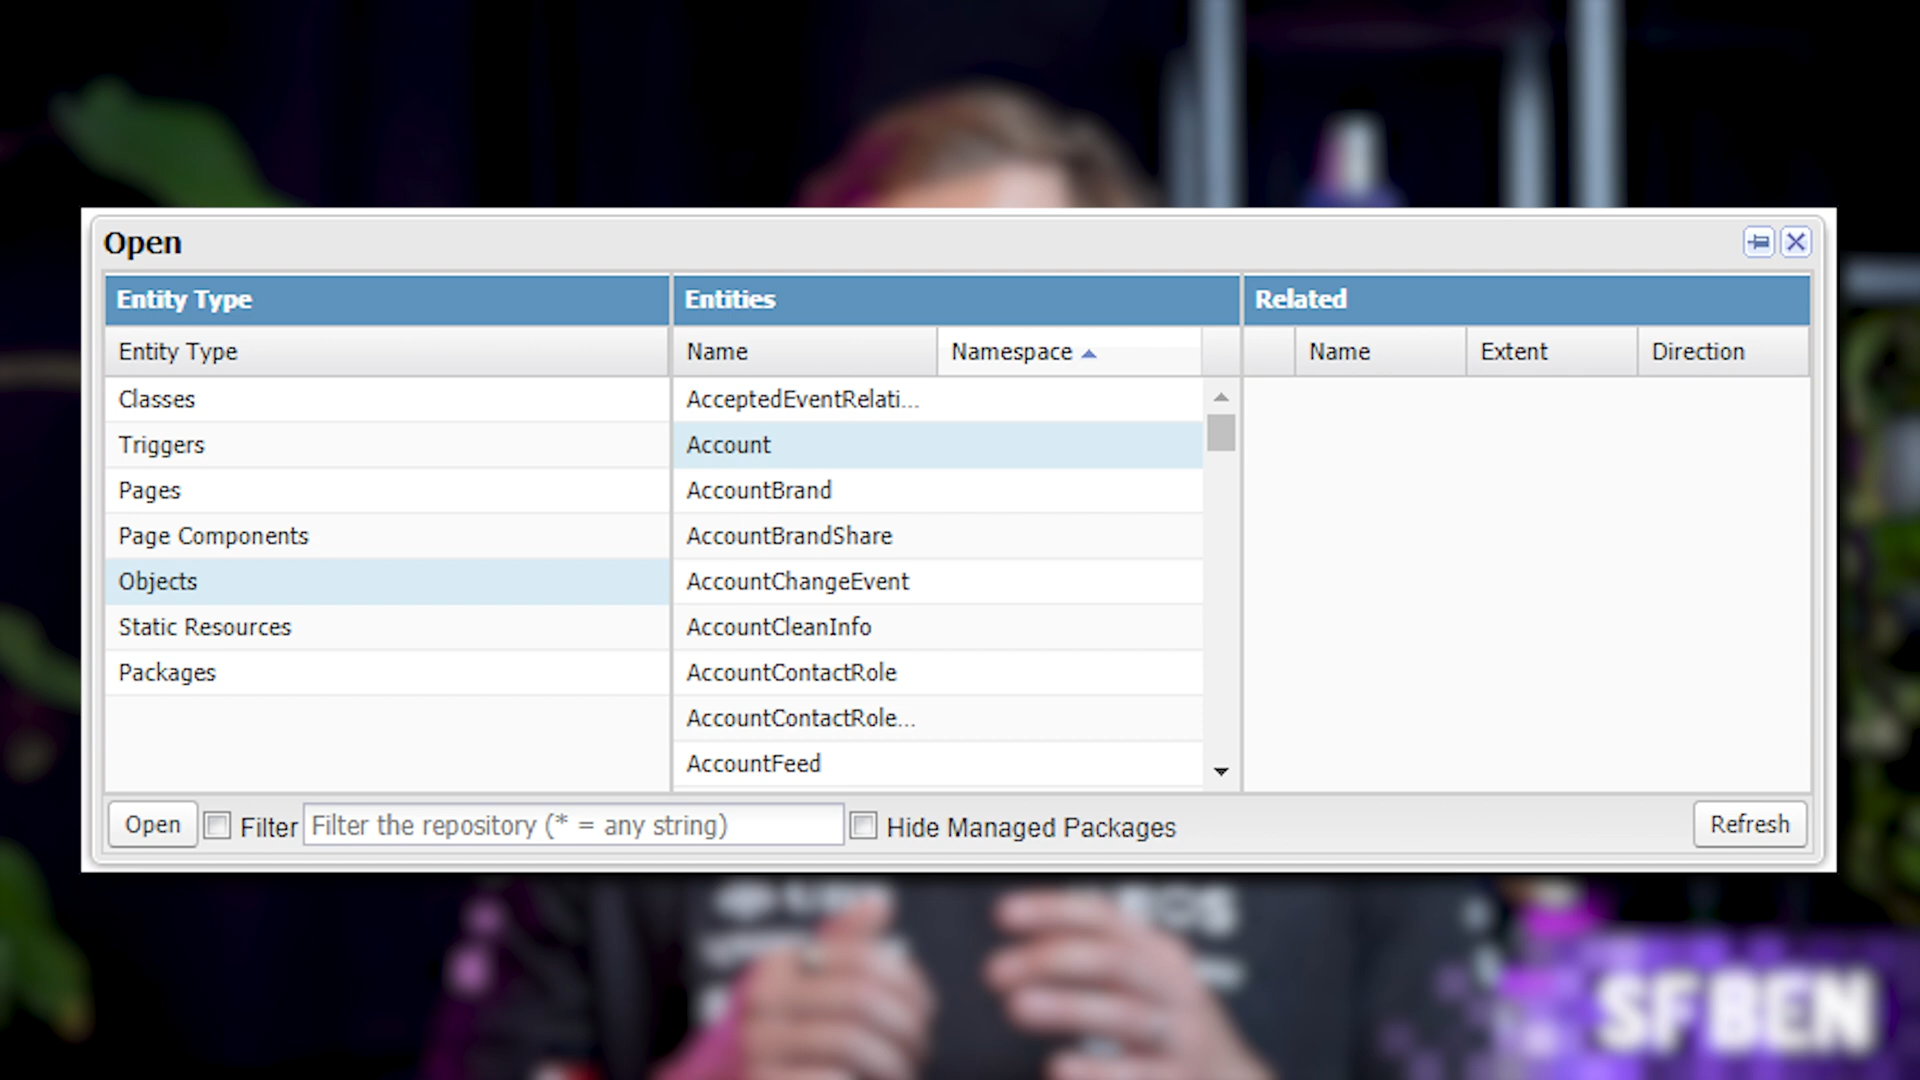 Open
Entity Type
Entities
Related
Entity Type
Name
Namespace
Name
Extent
Direction
Classes
Triggers
Pages
Page Components
Objects
Static Resources
Packages
AcceptedEventRelati...
Account
AccountBrand
AccountBrandShare
AccountChangeEvent
AccountCleanInfo
AccountContactRole
AccountContactRole...
AccountFeed
Open
Filter
Filter the repository (* = any string)
Hide Managed Packages
Refresh
SFBEN